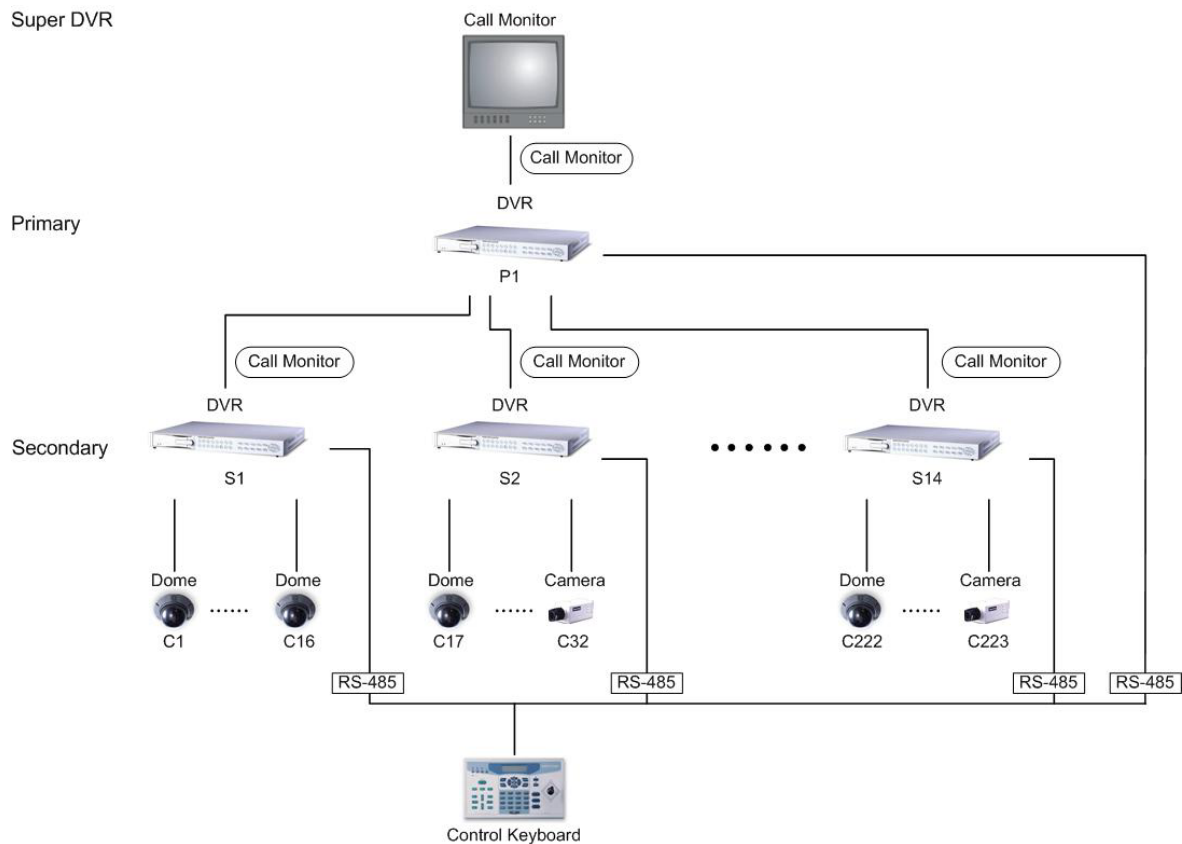 Super DVR
Call Monitor
Call Monitor
DVR
Primary
P1
Call Monitor
Call Monitor
Call Monitor
DVR
DVR
DVR
Secondary
S1
S2
S14
Dome
Dome
Dome
Camera
Dome
Camera
C1
C16
C17
C32
C222
C223
RS-485
RS-485
RS-485
RS-485
Control Keyboard